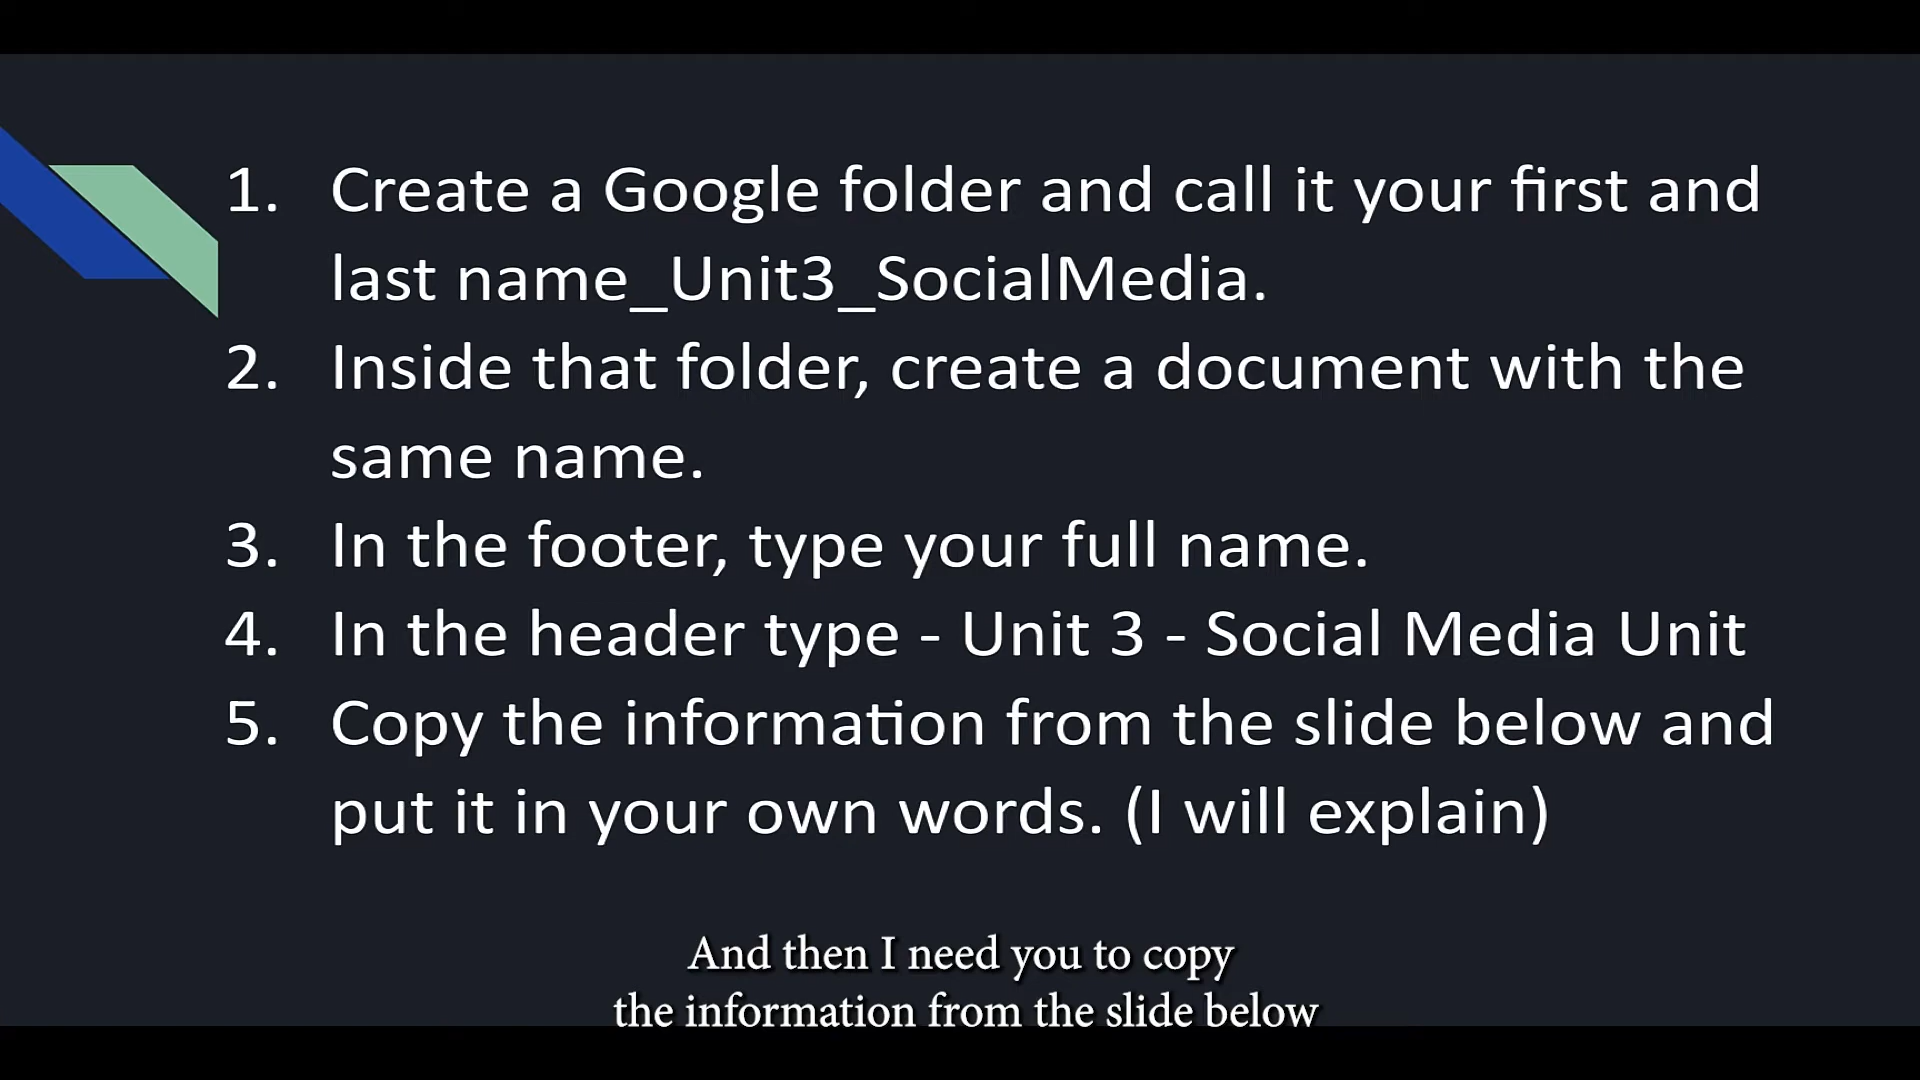 1. Create a Google folder and call it your first and
last name_Unit3_SocialMedia.
2. Inside that folder, create a document with the
same name.
3. In the footer, type your full name.
4. In the header type - Unit 3 - Social Media Unit
5. Copy the information from the slide below and
put it in your own words. (I will explain)
And then I need you to copy
the information from the slide below